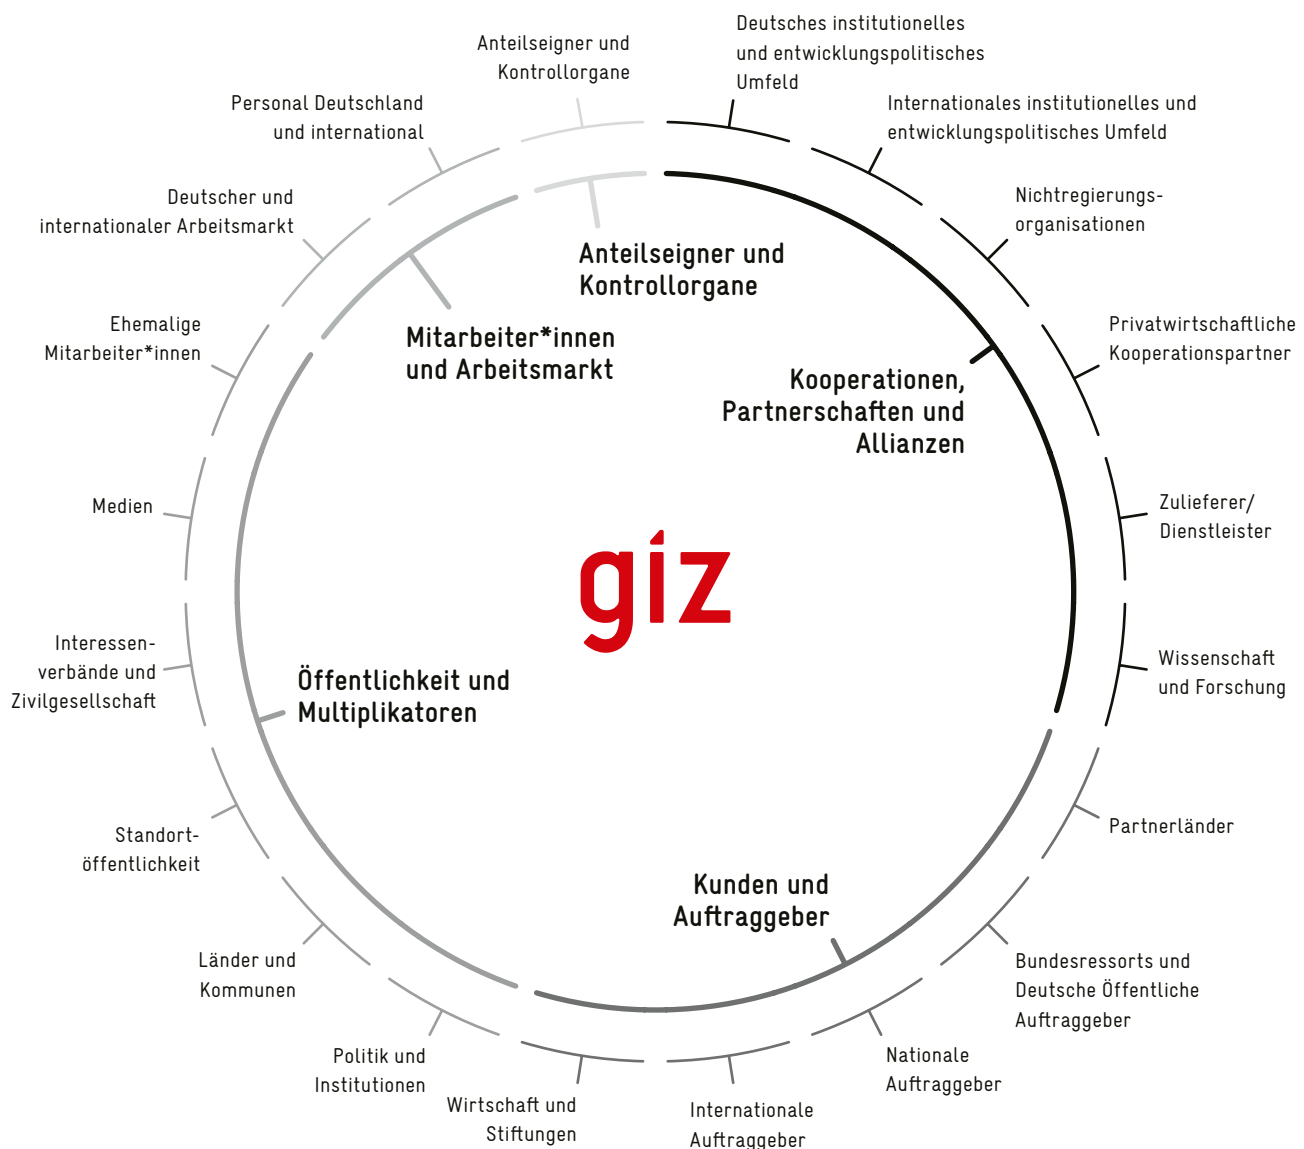 Deutsches institutionelles
und entwicklungspolitisches
Umfeld
Internationales institutionelles und
entwicklungspolitisches Umfeld
Nichtregierungs-
organisationen
Privatwirtschaftliche
Kooperationspartner
Zulieferer/
Dienstleister
Wissenschaft
und Forschung
Partnerländer
Bundesressorts und
Deutsche Öffentliche
Auftraggeber
Nationale
Auftraggeber
Internationale
Auftraggeber
Wirtschaft und
Stiftungen
Politik und
Institutionen
Länder und
Kommunen
Standort-
öffentlichkeit
Interessen-
verbände und
Zivilgesellschaft
Medien
Ehemalige
Mitarbeiter*innen
Deutscher und
internationaler Arbeitsmarkt
Personal Deutschland
und international
Anteilseigner und
Kontrollorgane
Anteilseigner und
Kontrollorgane
Mitarbeiter*innen
und Arbeitsmarkt
Kooperationen,
Partnerschaften und
Allianzen
giz
Öffentlichkeit und
Multiplikatoren
Kunden und
Auftraggeber